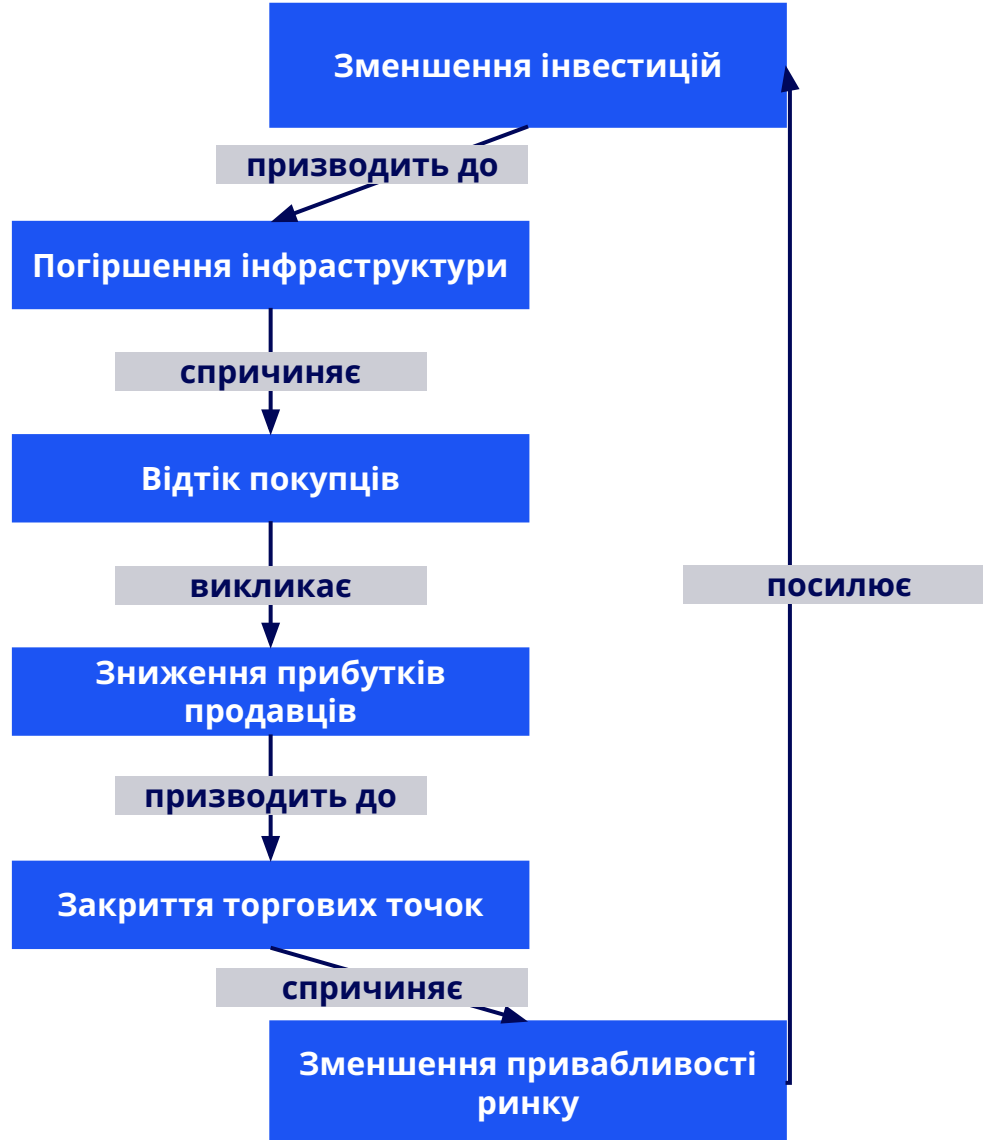 Зменшення інвестицій
призводить до
Погіршення інфраструктури
спричиняє
Відтік покупців
викликає
посилює
Зниження прибутків
продавців
призводить до
Закриття торгових точок
спричиняє
Зменшення привабливості
ринку